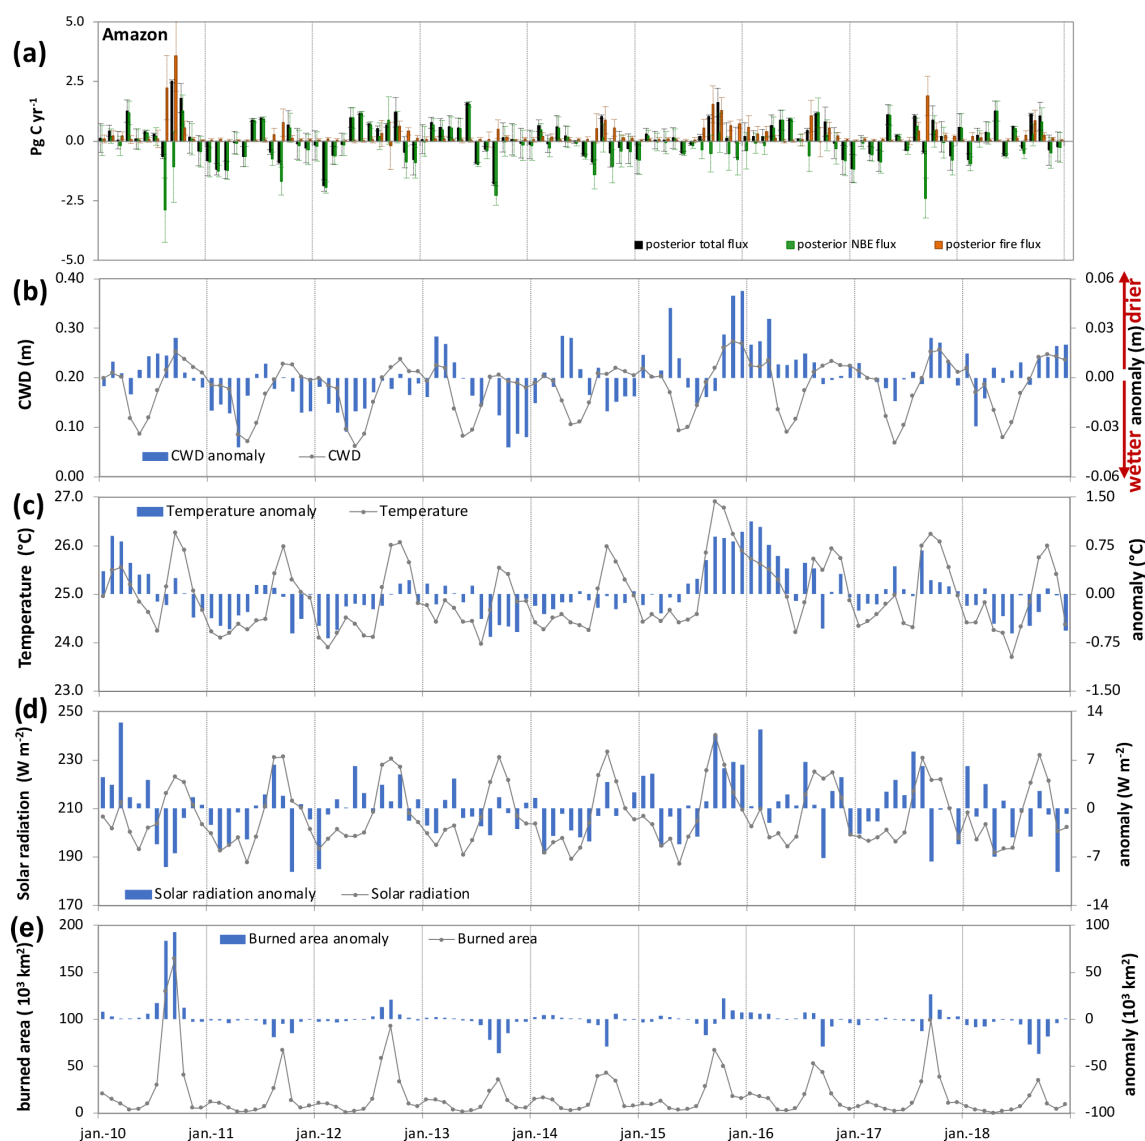 (a)
Amazon
5.0
2.5
0.0
-2.5
-5.0
Pg C yr-1
posterior total flux
posterior NBE flux
posterior fire flux
(b)
0.40
0.30
0.20
0.10
0.00
CWD (m)
CWD anomaly
CWD
0.06
0.03
0.00
-0.03
-0.06
wetter anomaly (m) drier
(c)
27.0
26.0
25.0
24.0
23.0
Temperature (°C)
Temperature anomaly
Temperature
1.50
0.75
0.00
-0.75
-1.50
anomaly (°C)
(d)
250
230
210
190
170
Solar radiation (W m-2)
Solar radiation anomaly
Solar radiation
14
7
0
-7
-14
anomaly (W m-2)
(e)
200
150
100
50
0
burned area ( 10³ km²)
Burned area anomaly
Burned area
100
50
0
-50
-100
anomaly (10³ km²)
jan.-10
jan.-11
jan.-12
jan.-13
jan.-14
jan.-15
jan.-16
jan.-17
jan.-18